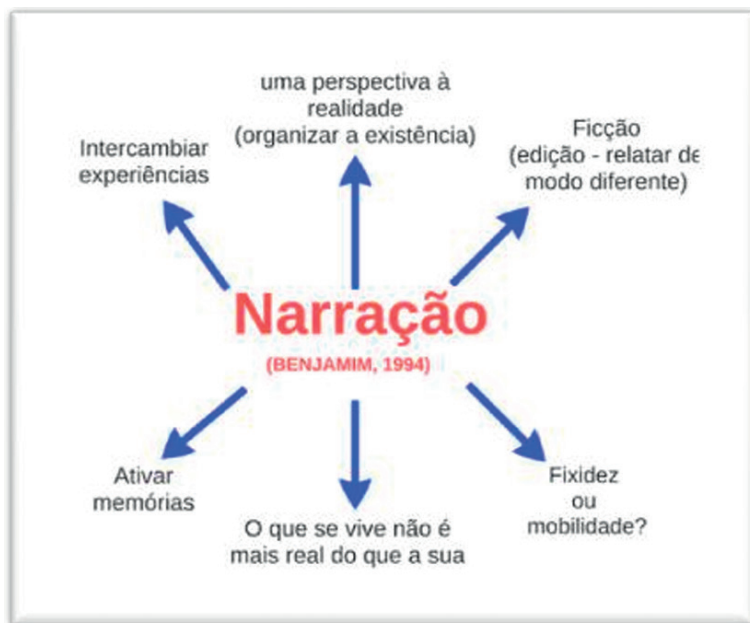 uma perspectiva à
realidade
(organizar a existência)
Intercambiar
experiências
Ficção
(edição - relatar de
modo diferente)
Narração
(BENJAMIM, 1994)
Ativar
memórias
O que se vive não é
mais real do que a sua
Fixidez
ou
mobilidade?